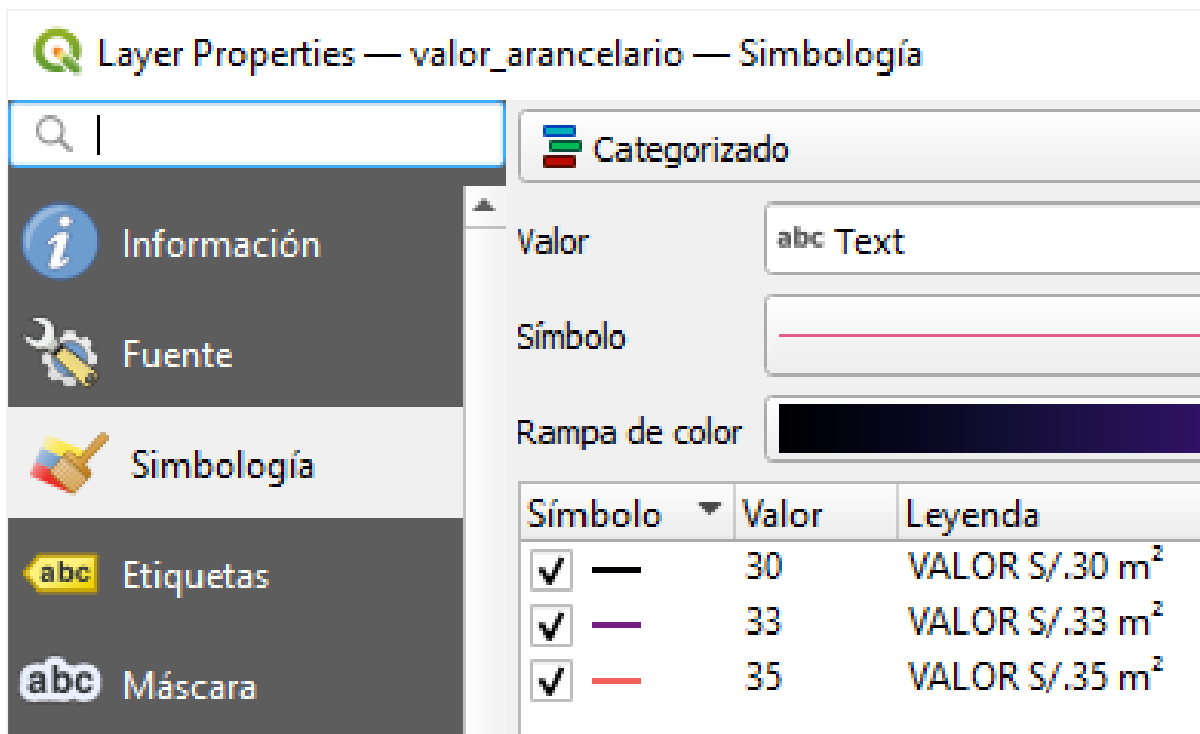 Layer Properties — valor_arancelario — Simbología
Categorizado
Información
Valor
abc Text
Fuente
Símbolo
Simbología
Rampa de color
Símbolo Valor Leyenda
abc Etiquetas
30 VALOR S/.30 m²
33 VALOR S/.33 m²
35 VALOR S/.35 m²
abc Máscara